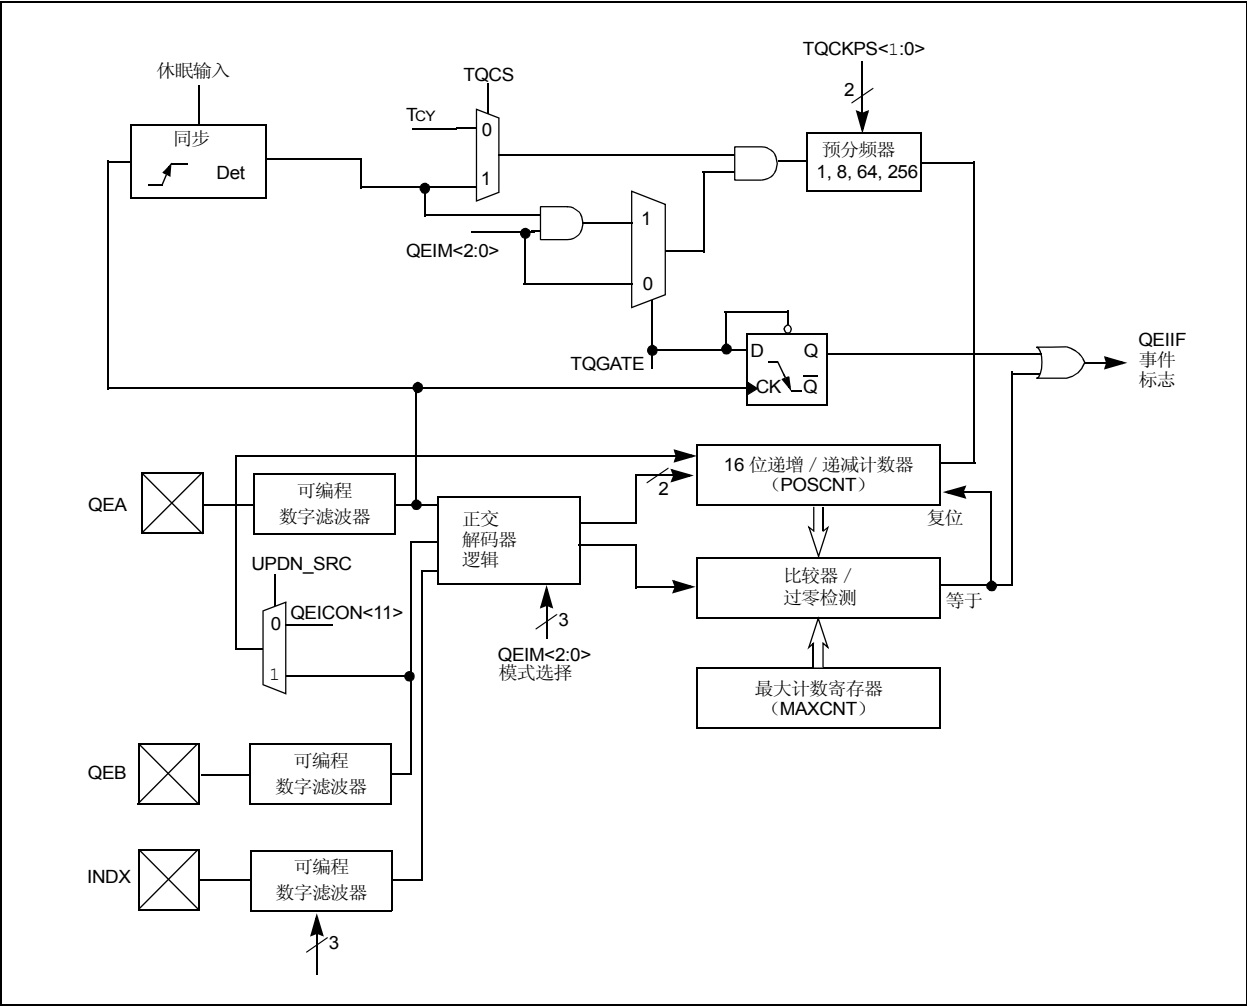 TQCKPS<1:0>
2
休眠输入
TQCS
TCY
0
1
同步
Det
预分频器
1, 8, 64, 256
QEIM<2:0>
1
0
TQGATE
D
Q
CK
Q
QEIIF
事件
标志
QEA
可编程
数字滤波器
正交
解码器
逻辑
2
16 位递增 / 递减计数器
（POSCNT）
复位
UPDN_SRC
0
QEICON<11>
1
3
QEIM<2:0>
模式选择
比较器 /
过零检测
等于
最大计数寄存器
（MAXCNT）
QEB
可编程
数字滤波器
INDX
可编程
数字滤波器
3